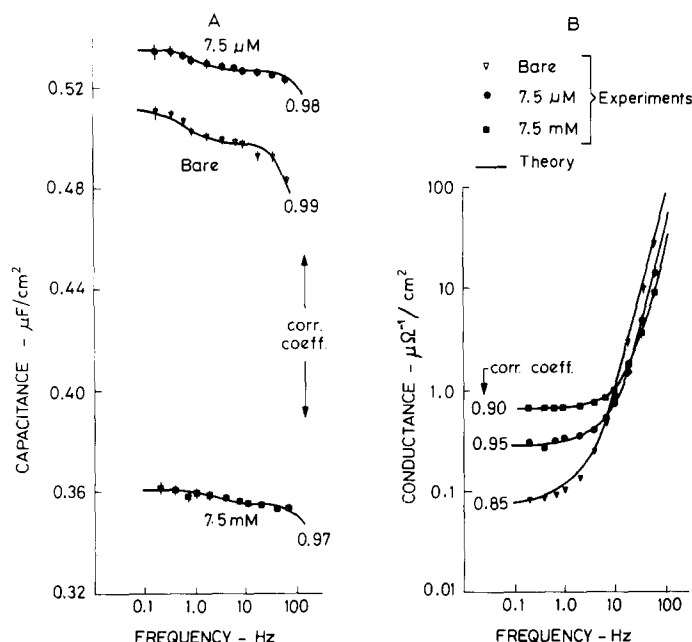 A
7.5 μM
0.98
Bare
0.99
corr.
coeff.
7.5 mM
0.97
0.52
0.48
0.44
0.40
0.36
0.32
CAPACITANCE - μF/cm²
0.1 1.0 10 100
FREQUENCY - Hz
B
Bare
7.5 μM
7.5 mM
Experiments
Theory
100
10
1.0
0.1
0.01
CONDUCTANCE - μΩ⁻¹/cm²
corr. coeff.
0.90
0.95
0.85
0.1 1.0 10 100
FREQUENCY - Hz